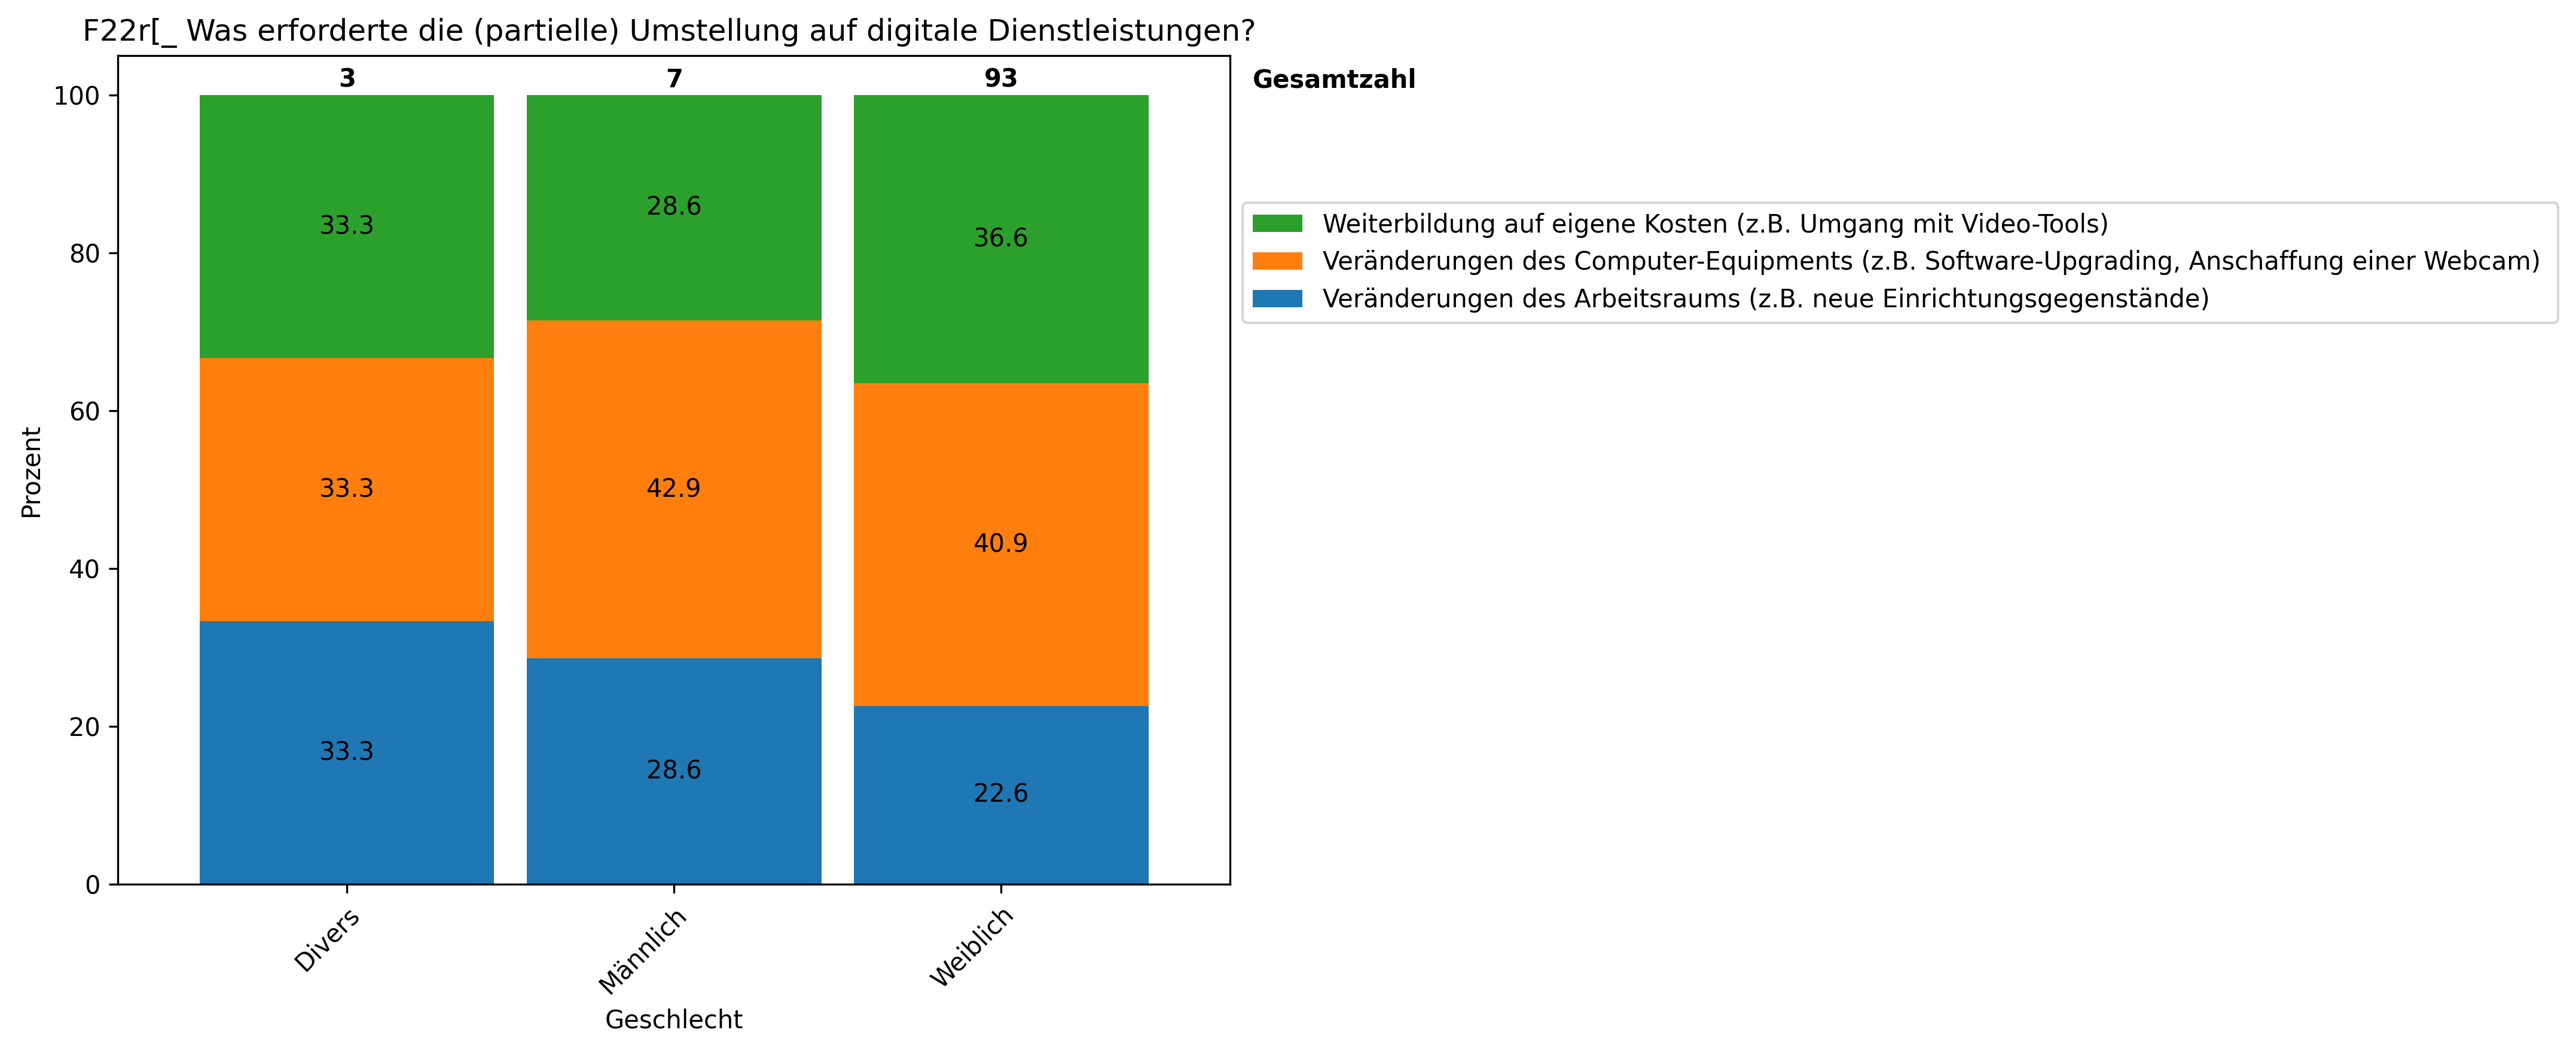 F22r[_ Was erforderte die (partielle) Umstellung auf digitale Dienstleistungen?
3 7 93 Gesamtzahl
100
80
60
40
20
0
Prozent
33.3 28.6 36.6
33.3 42.9 40.9
33.3 28.6 22.6
Weiterbildung auf eigene Kosten (z.B. Umgang mit Video-Tools)
Veränderungen des Computer-Equipments (z.B. Software-Upgrading, Anschaffung einer Webcam)
Veränderungen des Arbeitsraums (z.B. neue Einrichtungsgegenstände)
Divers Männlich Weiblich
Geschlecht